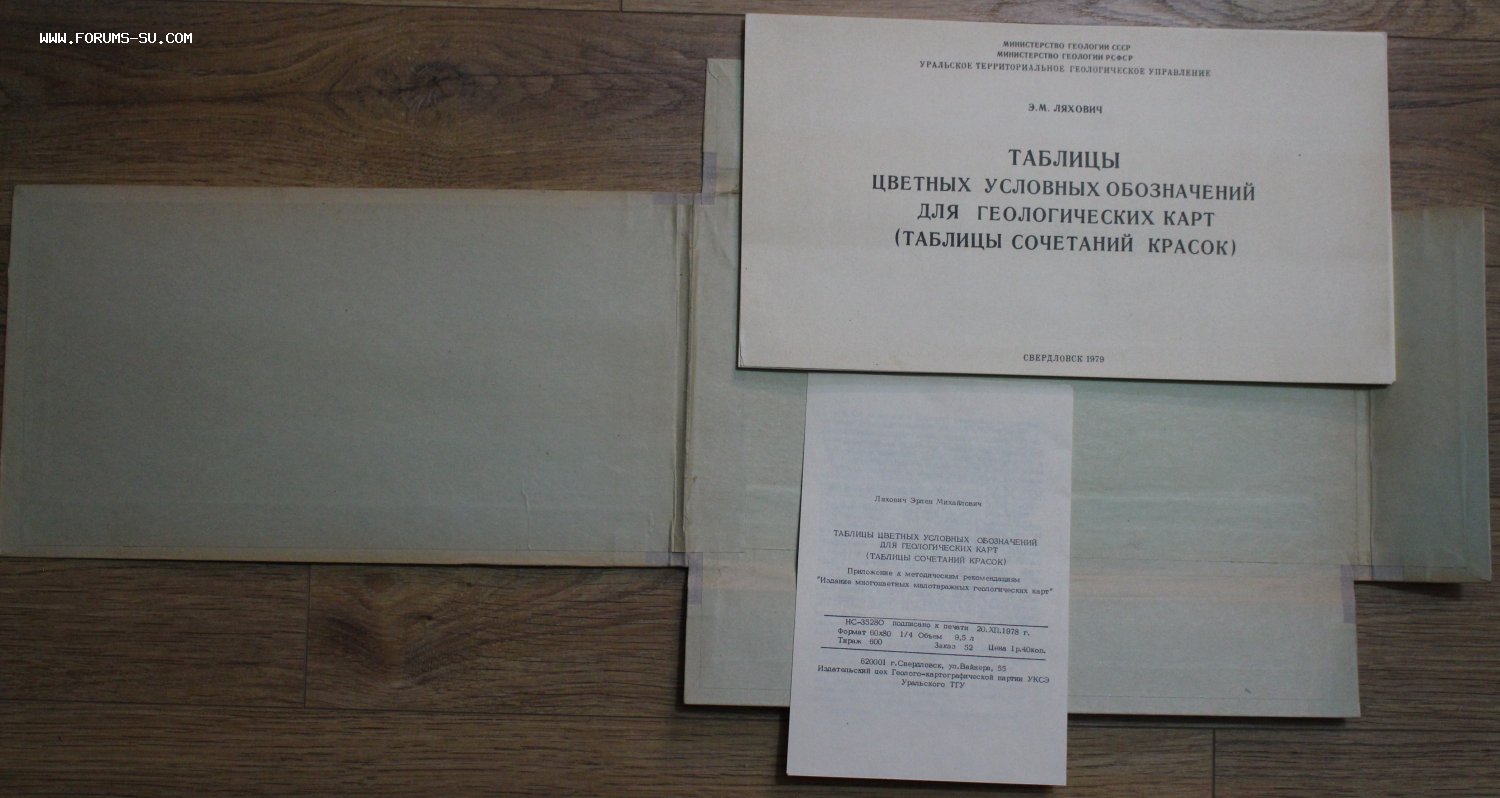 WWW.FORUMS-SU.COM
МИНИСТЕРСТВО ГЕОЛОГИИ СССР
МИНИСТЕРСТВО ГЕОЛОГИИ РСФСР
УРАЛЬСКОЕ ТЕРРИТОРИАЛЬНОЕ ГЕОЛОГИЧЕСКОЕ УПРАВЛЕНИЕ
Э.М. ЛЯХОВИЧ
ТАБЛИЦЫ
ЦВЕТНЫХ УСЛОВНЫХ ОБОЗНАЧЕНИЙ
ДЛЯ ГЕОЛОГИЧЕСКИХ КАРТ
(ТАБЛИЦЫ СОЧЕТАНИЙ КРАСОК)
СВЕРДЛОВСК 1979
Ляхович Эрлен Михайлович
ТАБЛИЦЫ ЦВЕТНЫХ УСЛОВНЫХ ОБОЗНАЧЕНИЙ
ДЛЯ ГЕОЛОГИЧЕСКИХ КАРТ
(ТАБЛИЦЫ СОЧЕТАНИЙ КРАСОК)
Приложение к методическим рекомендациям
"Издание многоцветных малотиражных геологических карт"
НС-35280 подписано к печати 20.XII.1978 г.
Формат 60х80 1/4 Объем 9,5 л
Тираж 600 Заказ 52 Цена 1р.40коп.
620001 г.Свердловск, ул.Вайнера, 55
Издательский цех Геолого-картографической партии УКСЭ
Уральского ТГУ